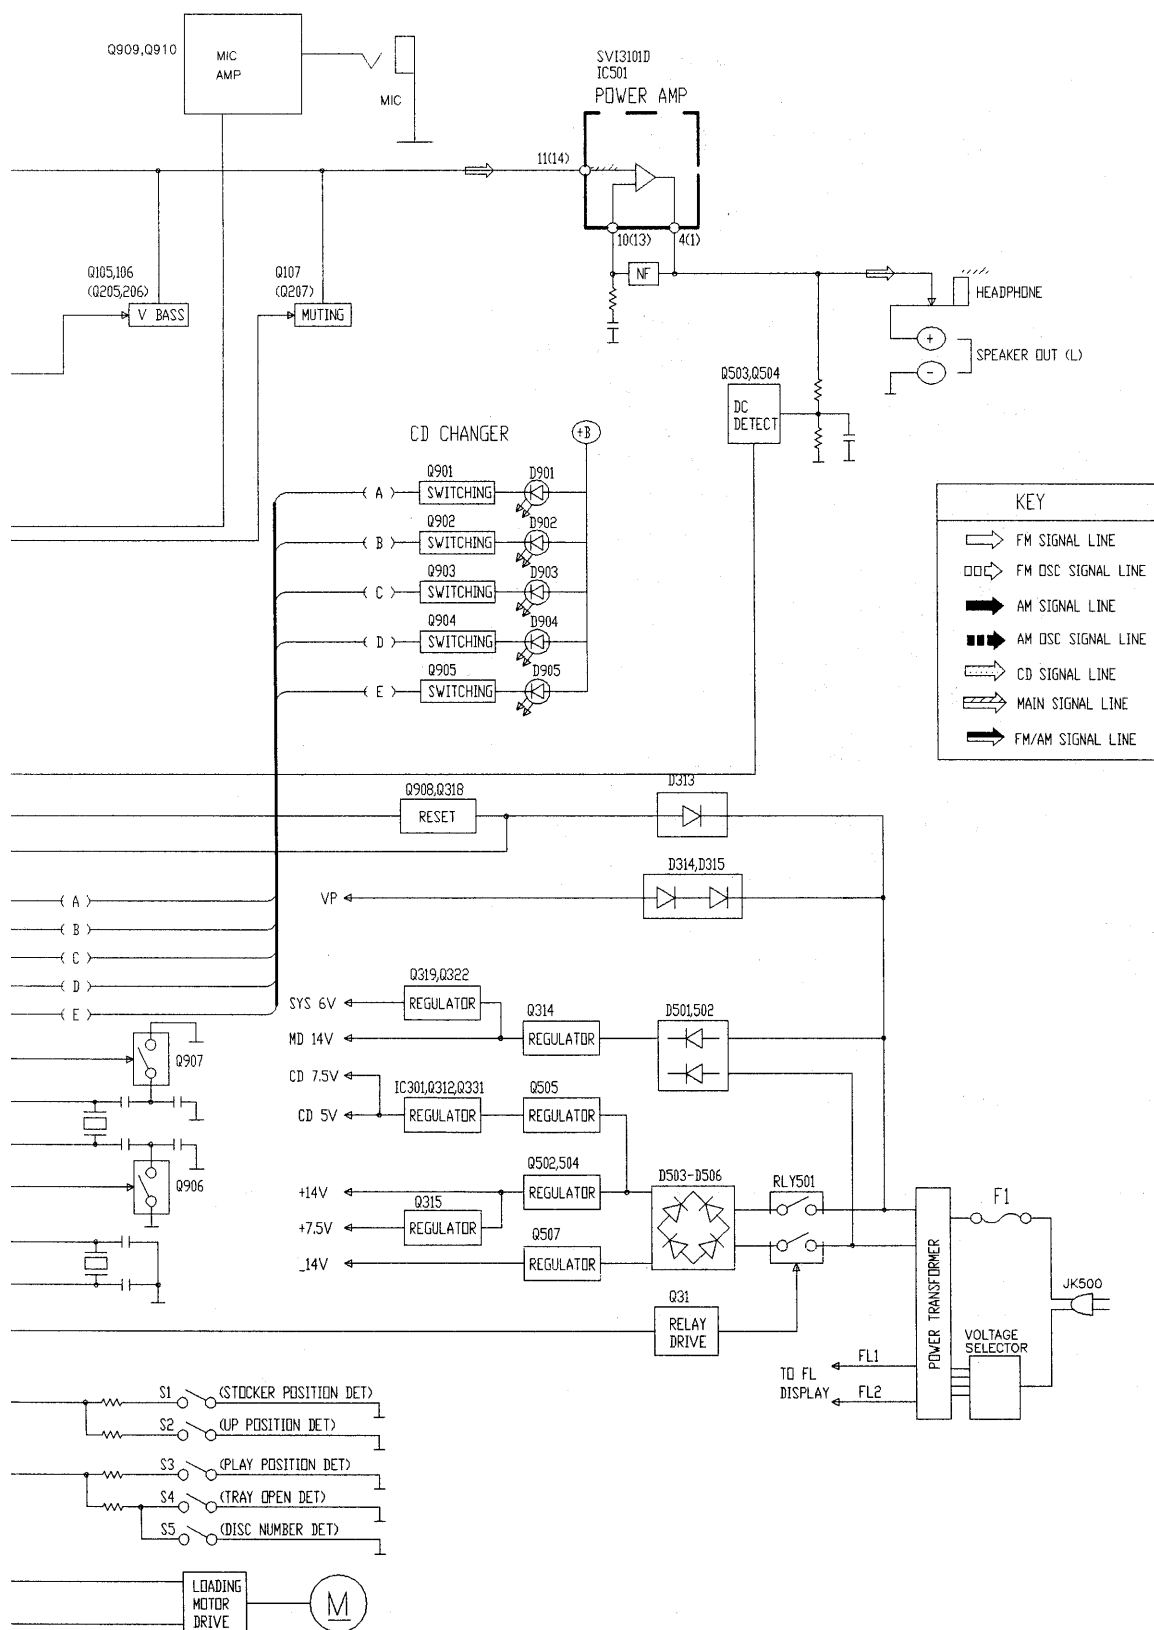 Q909,Q910
MIC
AMP
MIC
SVI3101D
IC501
POWER AMP
11(14)
10(13)
4(1)
NF
Q105,106
(Q205,206)
V BASS
Q107
(Q207)
MUTING
HEADPHONE
+
-
SPEAKER OUT (L)
Q503,Q504
DC
DETECT
CD CHANGER
+B
Q901
D901
( A )
SWITCHING
Q902
D902
( B )
SWITCHING
Q903
D903
( C )
SWITCHING
Q904
D904
( D )
SWITCHING
Q905
D905
( E )
SWITCHING
KEY
FM SIGNAL LINE
FM OSC SIGNAL LINE
AM SIGNAL LINE
AM OSC SIGNAL LINE
CD SIGNAL LINE
MAIN SIGNAL LINE
FM/AM SIGNAL LINE
Q908,Q318
RESET
D313
D314,D315
VP
( A )
( B )
( C )
( D )
( E )
Q319,Q322
SYS 6V
REGULATOR
Q314
MD 14V
REGULATOR
D501,502
CD 7.5V
IC301,Q312,Q331
CD 5V
REGULATOR
Q505
REGULATOR
Q907
Q906
Q502,504
+14V
REGULATOR
Q315
+7.5V
REGULATOR
Q507
_14V
REGULATOR
D503-D506
RLY501
POWER TRANSFORMER
F1
JK500
VOLTAGE
SELECTOR
Q31
RELAY
DRIVE
TO FL
DISPLAY
FL1
FL2
S1 (STOCKER POSITION DET)
S2 (UP POSITION DET)
S3 (PLAY POSITION DET)
S4 (TRAY OPEN DET)
S5 (DISC NUMBER DET)
LOADING
MOTOR
DRIVE
M